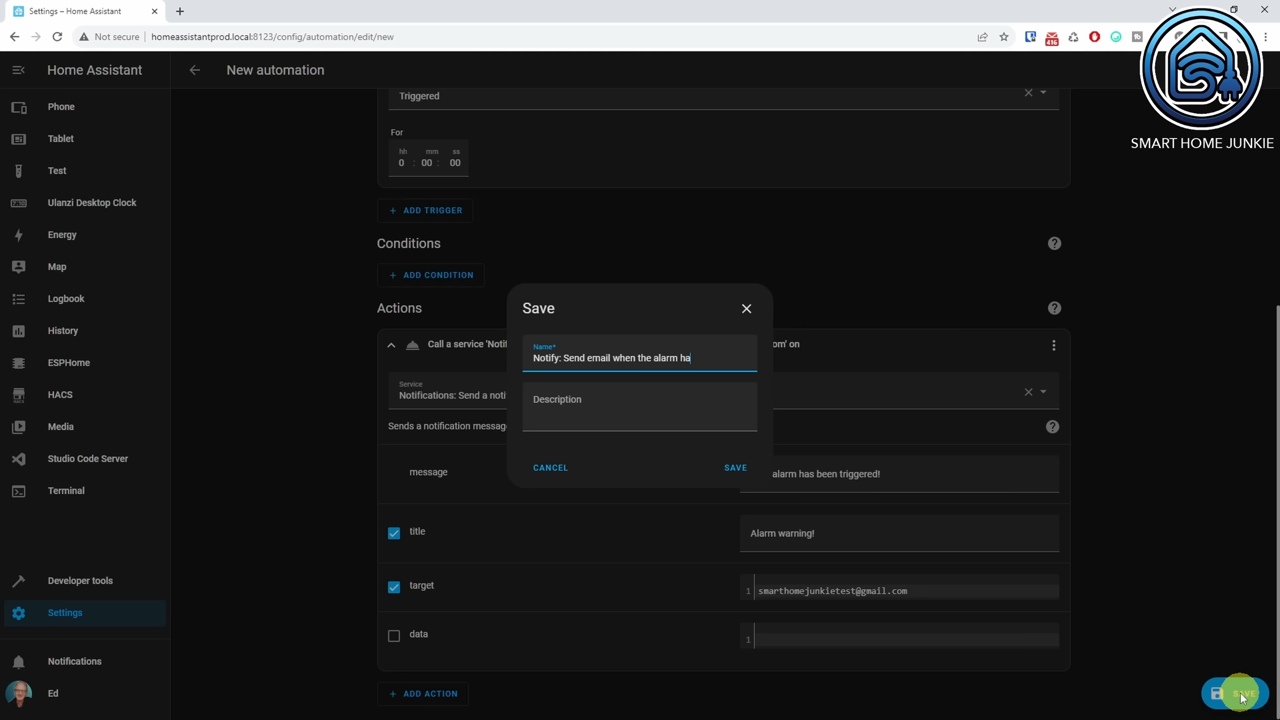 Settings – Home Assistant
Not secure
homeassistantprod.local:8123/config/automation/edit/new
416
SMART HOME JUNKIE
Home Assistant
New automation
Phone
Tablet
Test
Ulanzi Desktop Clock
Energy
Map
Logbook
History
ESPHome
HACS
Media
Studio Code Server
Terminal
Developer tools
Settings
Notifications
Ed
Triggered
For
hh mm ss
0 : 00 : 00
+ ADD TRIGGER
Conditions
+ ADD CONDITION
Actions
Call a service 'Notif
om' on
Service
Notifications: Send a noti
Sends a notification message
message
alarm has been triggered!
title
Alarm warning!
target
1 smarthomejunkietest@gmail.com
data
1
+ ADD ACTION
Save
Name*
Notify: Send email when the alarm ha
Description
CANCEL
SAVE
SAVE